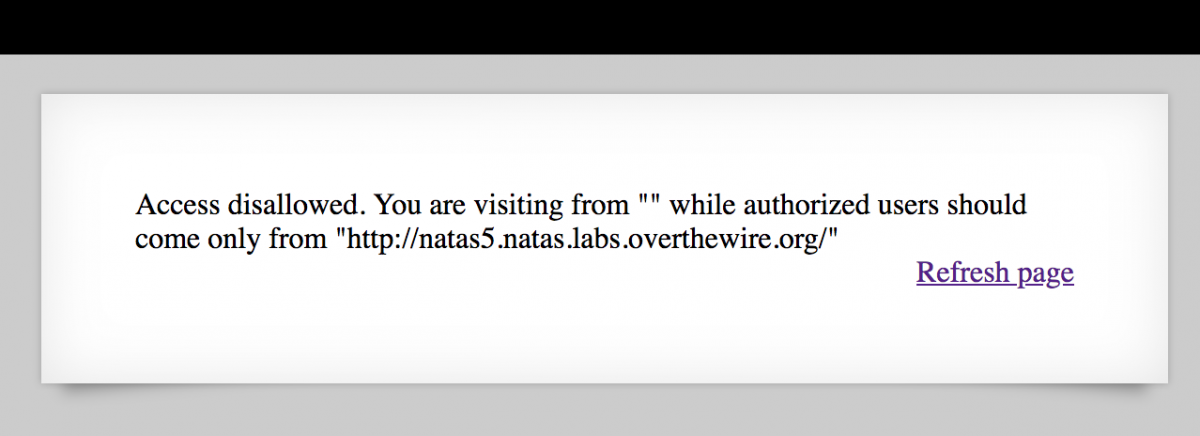 Access disallowed. You are visiting from "" while authorized users should
come only from "http://natas5.natas.labs.overthewire.org/"
Refresh page